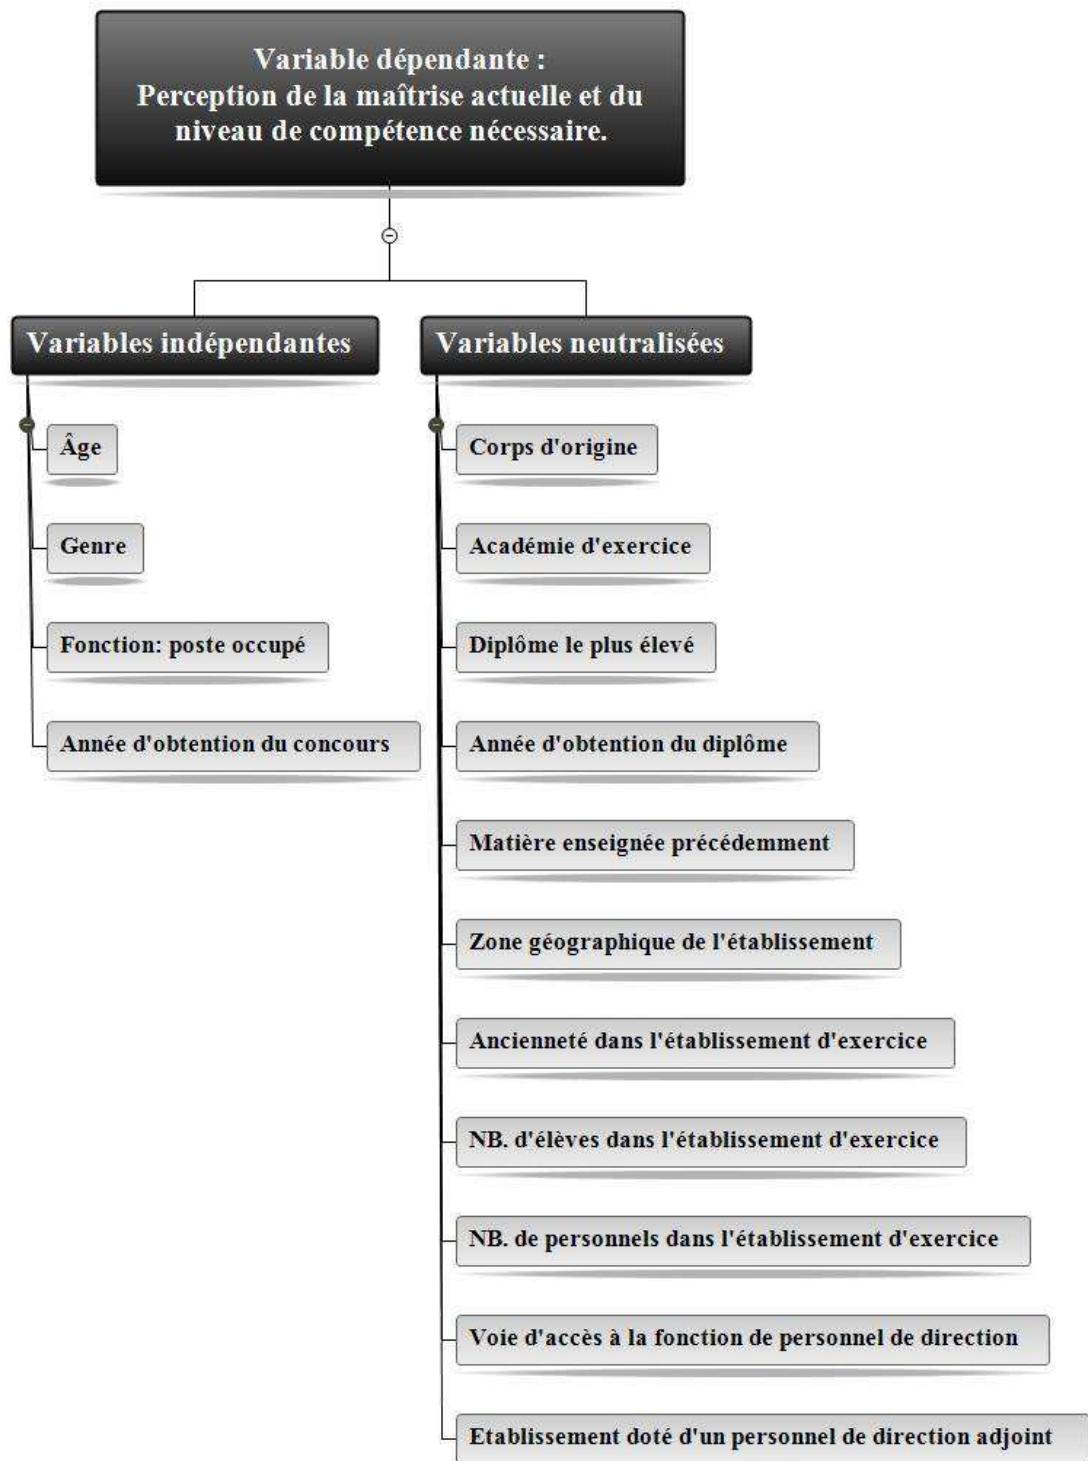 Variable dépendante :
Perception de la maîtrise actuelle et du
niveau de compétence nécessaire.
Variables indépendantes
Âge
Genre
Fonction: poste occupé
Année d'obtention du concours
Variables neutralisées
Corps d'origine
Académie d'exercice
Diplôme le plus élevé
Année d'obtention du diplôme
Matière enseignée précédemment
Zone géographique de l'établissement
Ancienneté dans l'établissement d'exercice
NB. d'élèves dans l'établissement d'exercice
NB. de personnels dans l'établissement d'exercice
Voie d'accès à la fonction de personnel de direction
Etablissement doté d'un personnel de direction adjoint